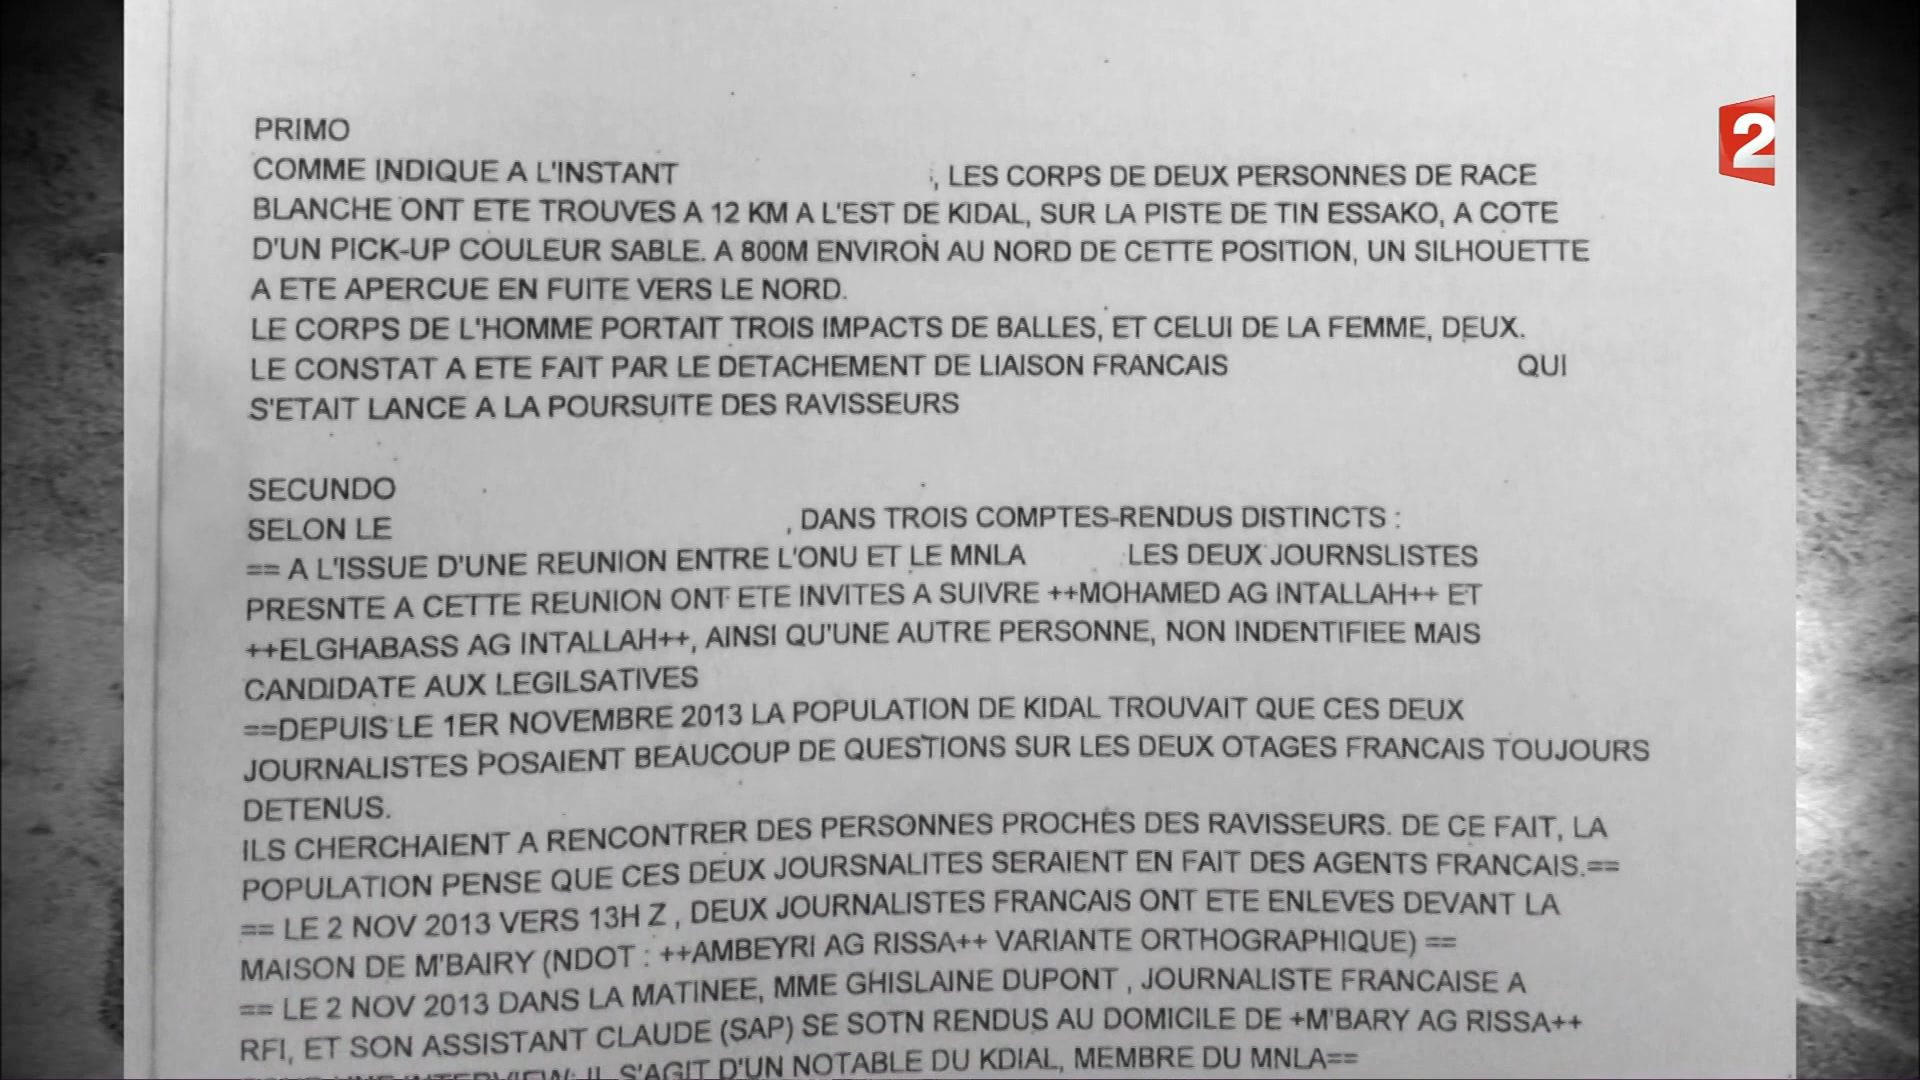 2
PRIMO
COMME INDIQUE A L'INSTANT , LES CORPS DE DEUX PERSONNES DE RACE
BLANCHE ONT ETE TROUVES A 12 KM A L'EST DE KIDAL, SUR LA PISTE DE TIN ESSAKO, A COTE
D'UN PICK-UP COULEUR SABLE. A 800M ENVIRON AU NORD DE CETTE POSITION, UN SILHOUETTE
A ETE APERCUE EN FUITE VERS LE NORD.
LE CORPS DE L'HOMME PORTAIT TROIS IMPACTS DE BALLES, ET CELUI DE LA FEMME, DEUX.
LE CONSTAT A ETE FAIT PAR LE DETACHEMENT DE LIAISON FRANCAIS QUI
S'ETAIT LANCE A LA POURSUITE DES RAVISSEURS
SECUNDO
SELON LE , DANS TROIS COMPTES-RENDUS DISTINCTS :
== A L'ISSUE D'UNE REUNION ENTRE L'ONU ET LE MNLA LES DEUX JOURNSLISTES
PRESNTE A CETTE REUNION ONT ETE INVITES A SUIVRE ++MOHAMED AG INTALLAH++ ET
++ELGHABASS AG INTALLAH++, AINSI QU'UNE AUTRE PERSONNE, NON INDENTIFIEE MAIS
CANDIDATE AUX LEGILSATIVES
==DEPUIS LE 1ER NOVEMBRE 2013 LA POPULATION DE KIDAL TROUVAIT QUE CES DEUX
JOURNALISTES POSAIENT BEAUCOUP DE QUESTIONS SUR LES DEUX OTAGES FRANCAIS TOUJOURS
DETENUS.
ILS CHERCHAIENT A RENCONTRER DES PERSONNES PROCHES DES RAVISSEURS. DE CE FAIT, LA
POPULATION PENSE QUE CES DEUX JOURSNALITES SERAIENT EN FAIT DES AGENTS FRANCAIS.==
== LE 2 NOV 2013 VERS 13H Z , DEUX JOURNALISTES FRANCAIS ONT ETE ENLEVES DEVANT LA
MAISON DE M'BAIRY (NDOT : ++AMBEYRI AG RISSA++ VARIANTE ORTHOGRAPHIQUE) ==
== LE 2 NOV 2013 DANS LA MATINEE, MME GHISLAINE DUPONT , JOURNALISTE FRANCAISE A
RFI, ET SON ASSISTANT CLAUDE (SAP) SE SOTN RENDUS AU DOMICILE DE +M'BARY AG RISSA++
INTERVIEW; IL S'AGIT D'UN NOTABLE DU KDIAL, MEMBRE DU MNLA==